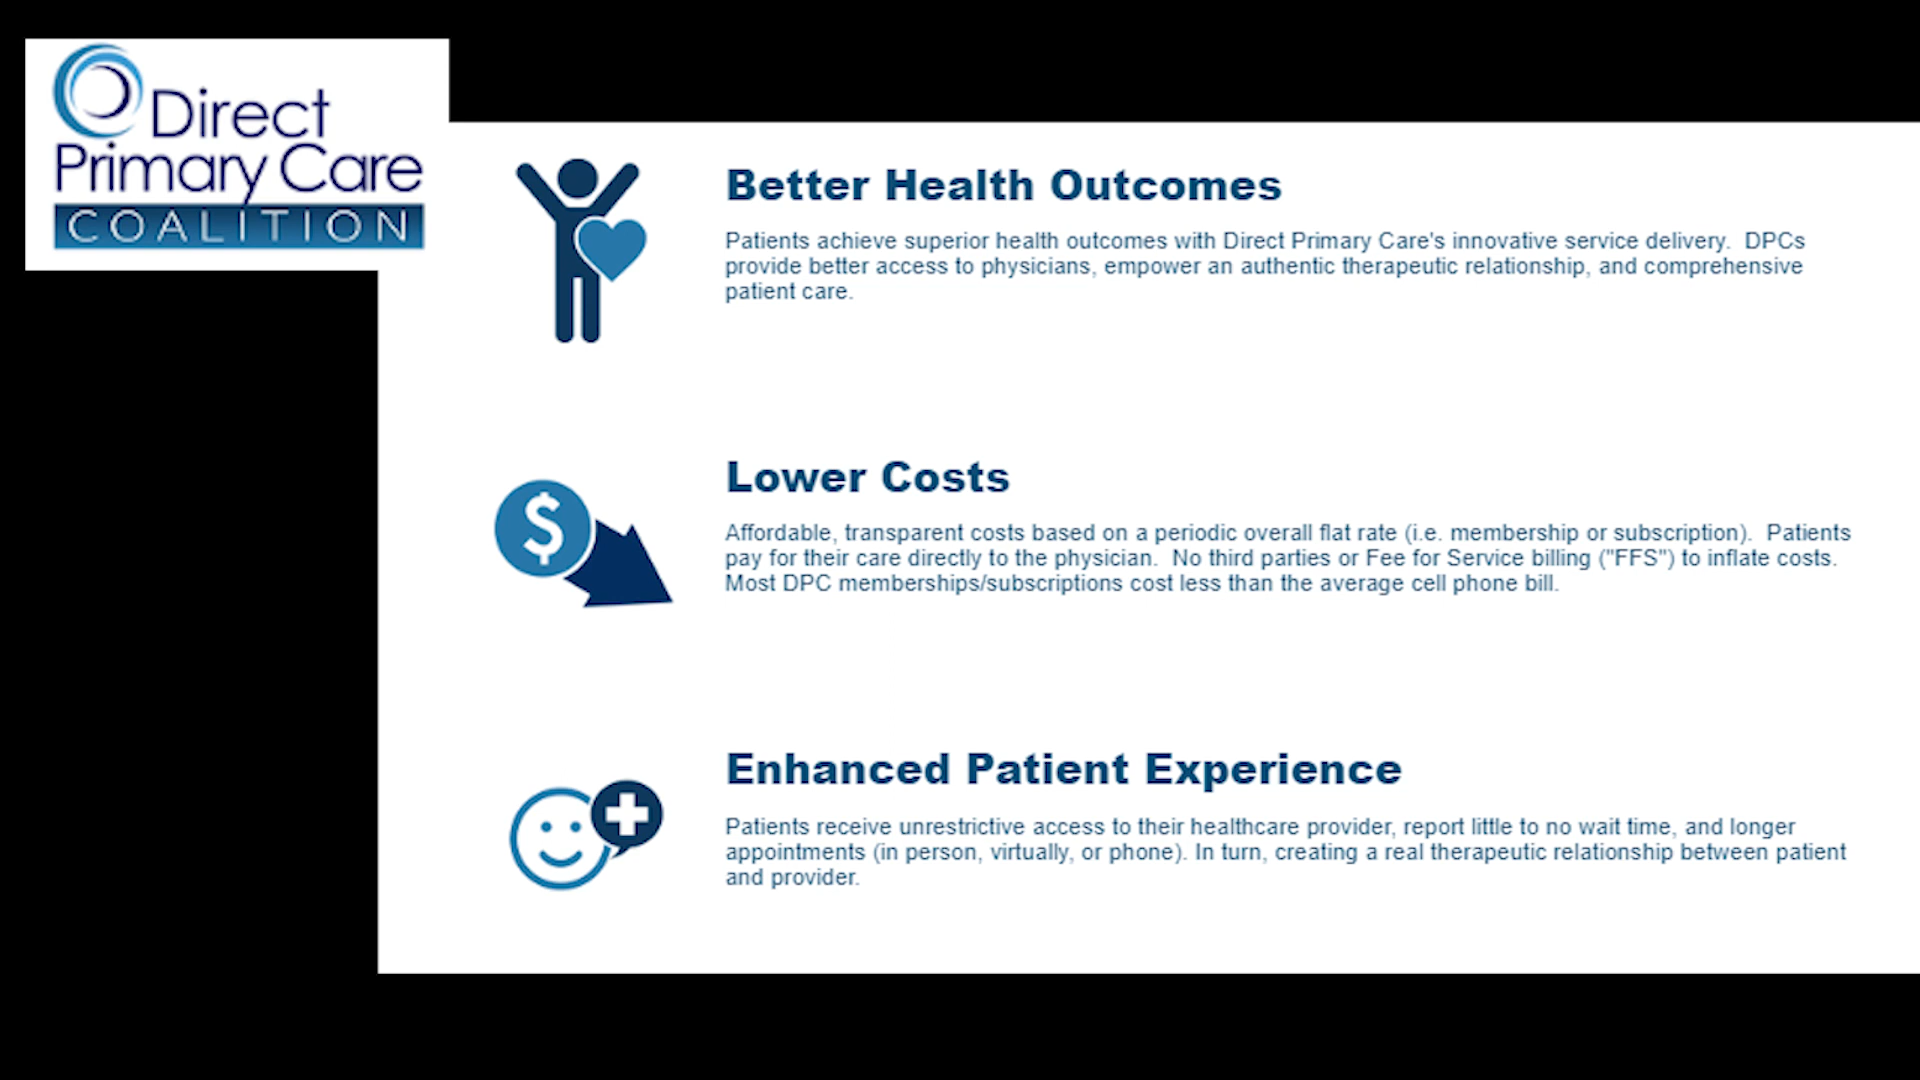 Direct
Primary Care
COALITION
Better Health Outcomes
Patients achieve superior health outcomes with Direct Primary Care's innovative service delivery.  DPCs
provide better access to physicians, empower an authentic therapeutic relationship, and comprehensive
patient care.
Lower Costs
$
Affordable, transparent costs based on a periodic overall flat rate (i.e. membership or subscription).  Patients
pay for their care directly to the physician.  No third parties or Fee for Service billing ("FFS") to inflate costs.
Most DPC memberships/subscriptions cost less than the average cell phone bill.
Enhanced Patient Experience
Patients receive unrestrictive access to their healthcare provider, report little to no wait time, and longer
appointments (in person, virtually, or phone). In turn, creating a real therapeutic relationship between patient
and provider.